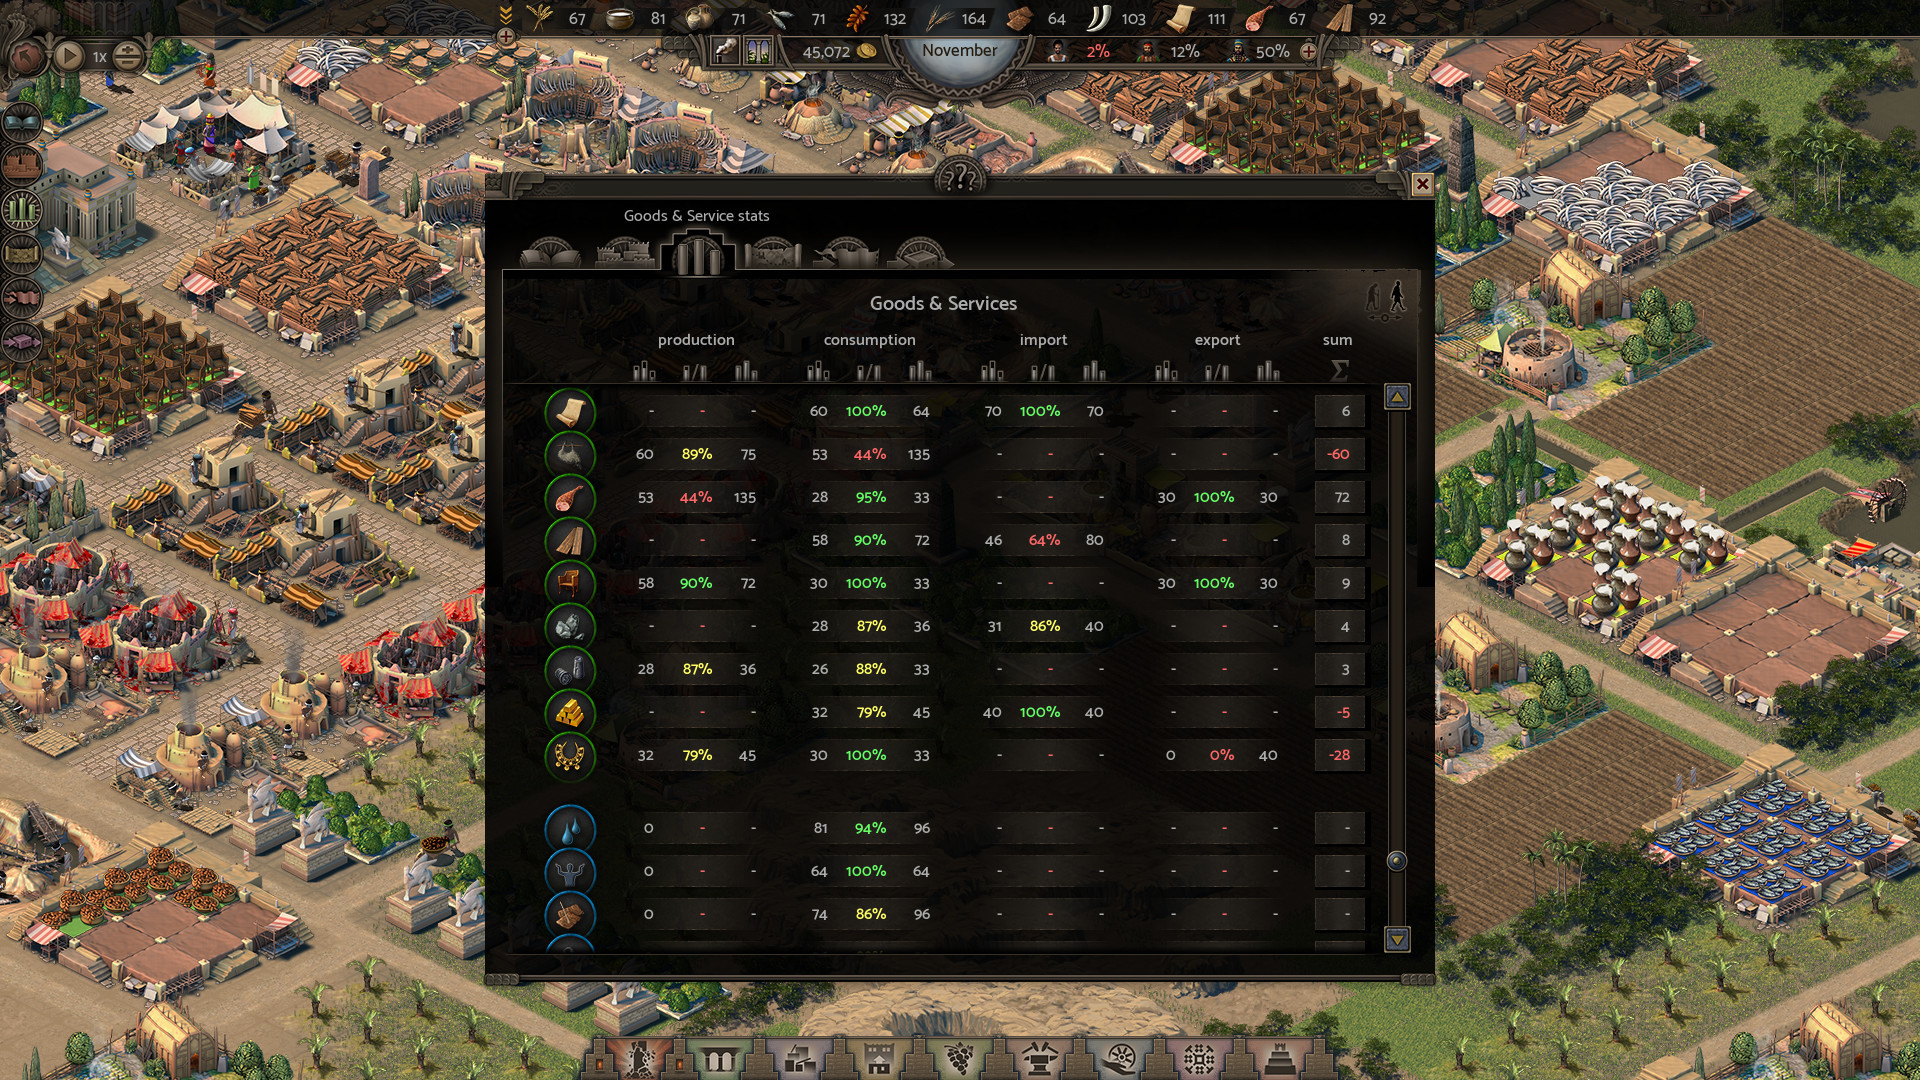 67 81 71 71 132 164 64 103 111 67 92
1x 45,072 November 2% 12% 50%
Goods & Service stats
Goods & Services
production consumption import export sum
Σ
- - - 60 100% 64 70 100% 70 - - - 6
60 89% 75 53 44% 135 - - - - - - -60
53 44% 135 28 95% 33 - - - 30 100% 30 72
- - - 58 90% 72 46 64% 80 - - - 8
58 90% 72 30 100% 33 - - - 30 100% 30 9
- - - 28 87% 36 31 86% 40 - - - 4
28 87% 36 26 88% 33 - - - - - - 3
- - - 32 79% 45 40 100% 40 - - - -5
32 79% 45 30 100% 33 - - - 0 0% 40 -28
0 - - 81 94% 96 - - - - - - -
0 - - 64 100% 64 - - - - - - -
0 - - 74 86% 96 - - - - - - -